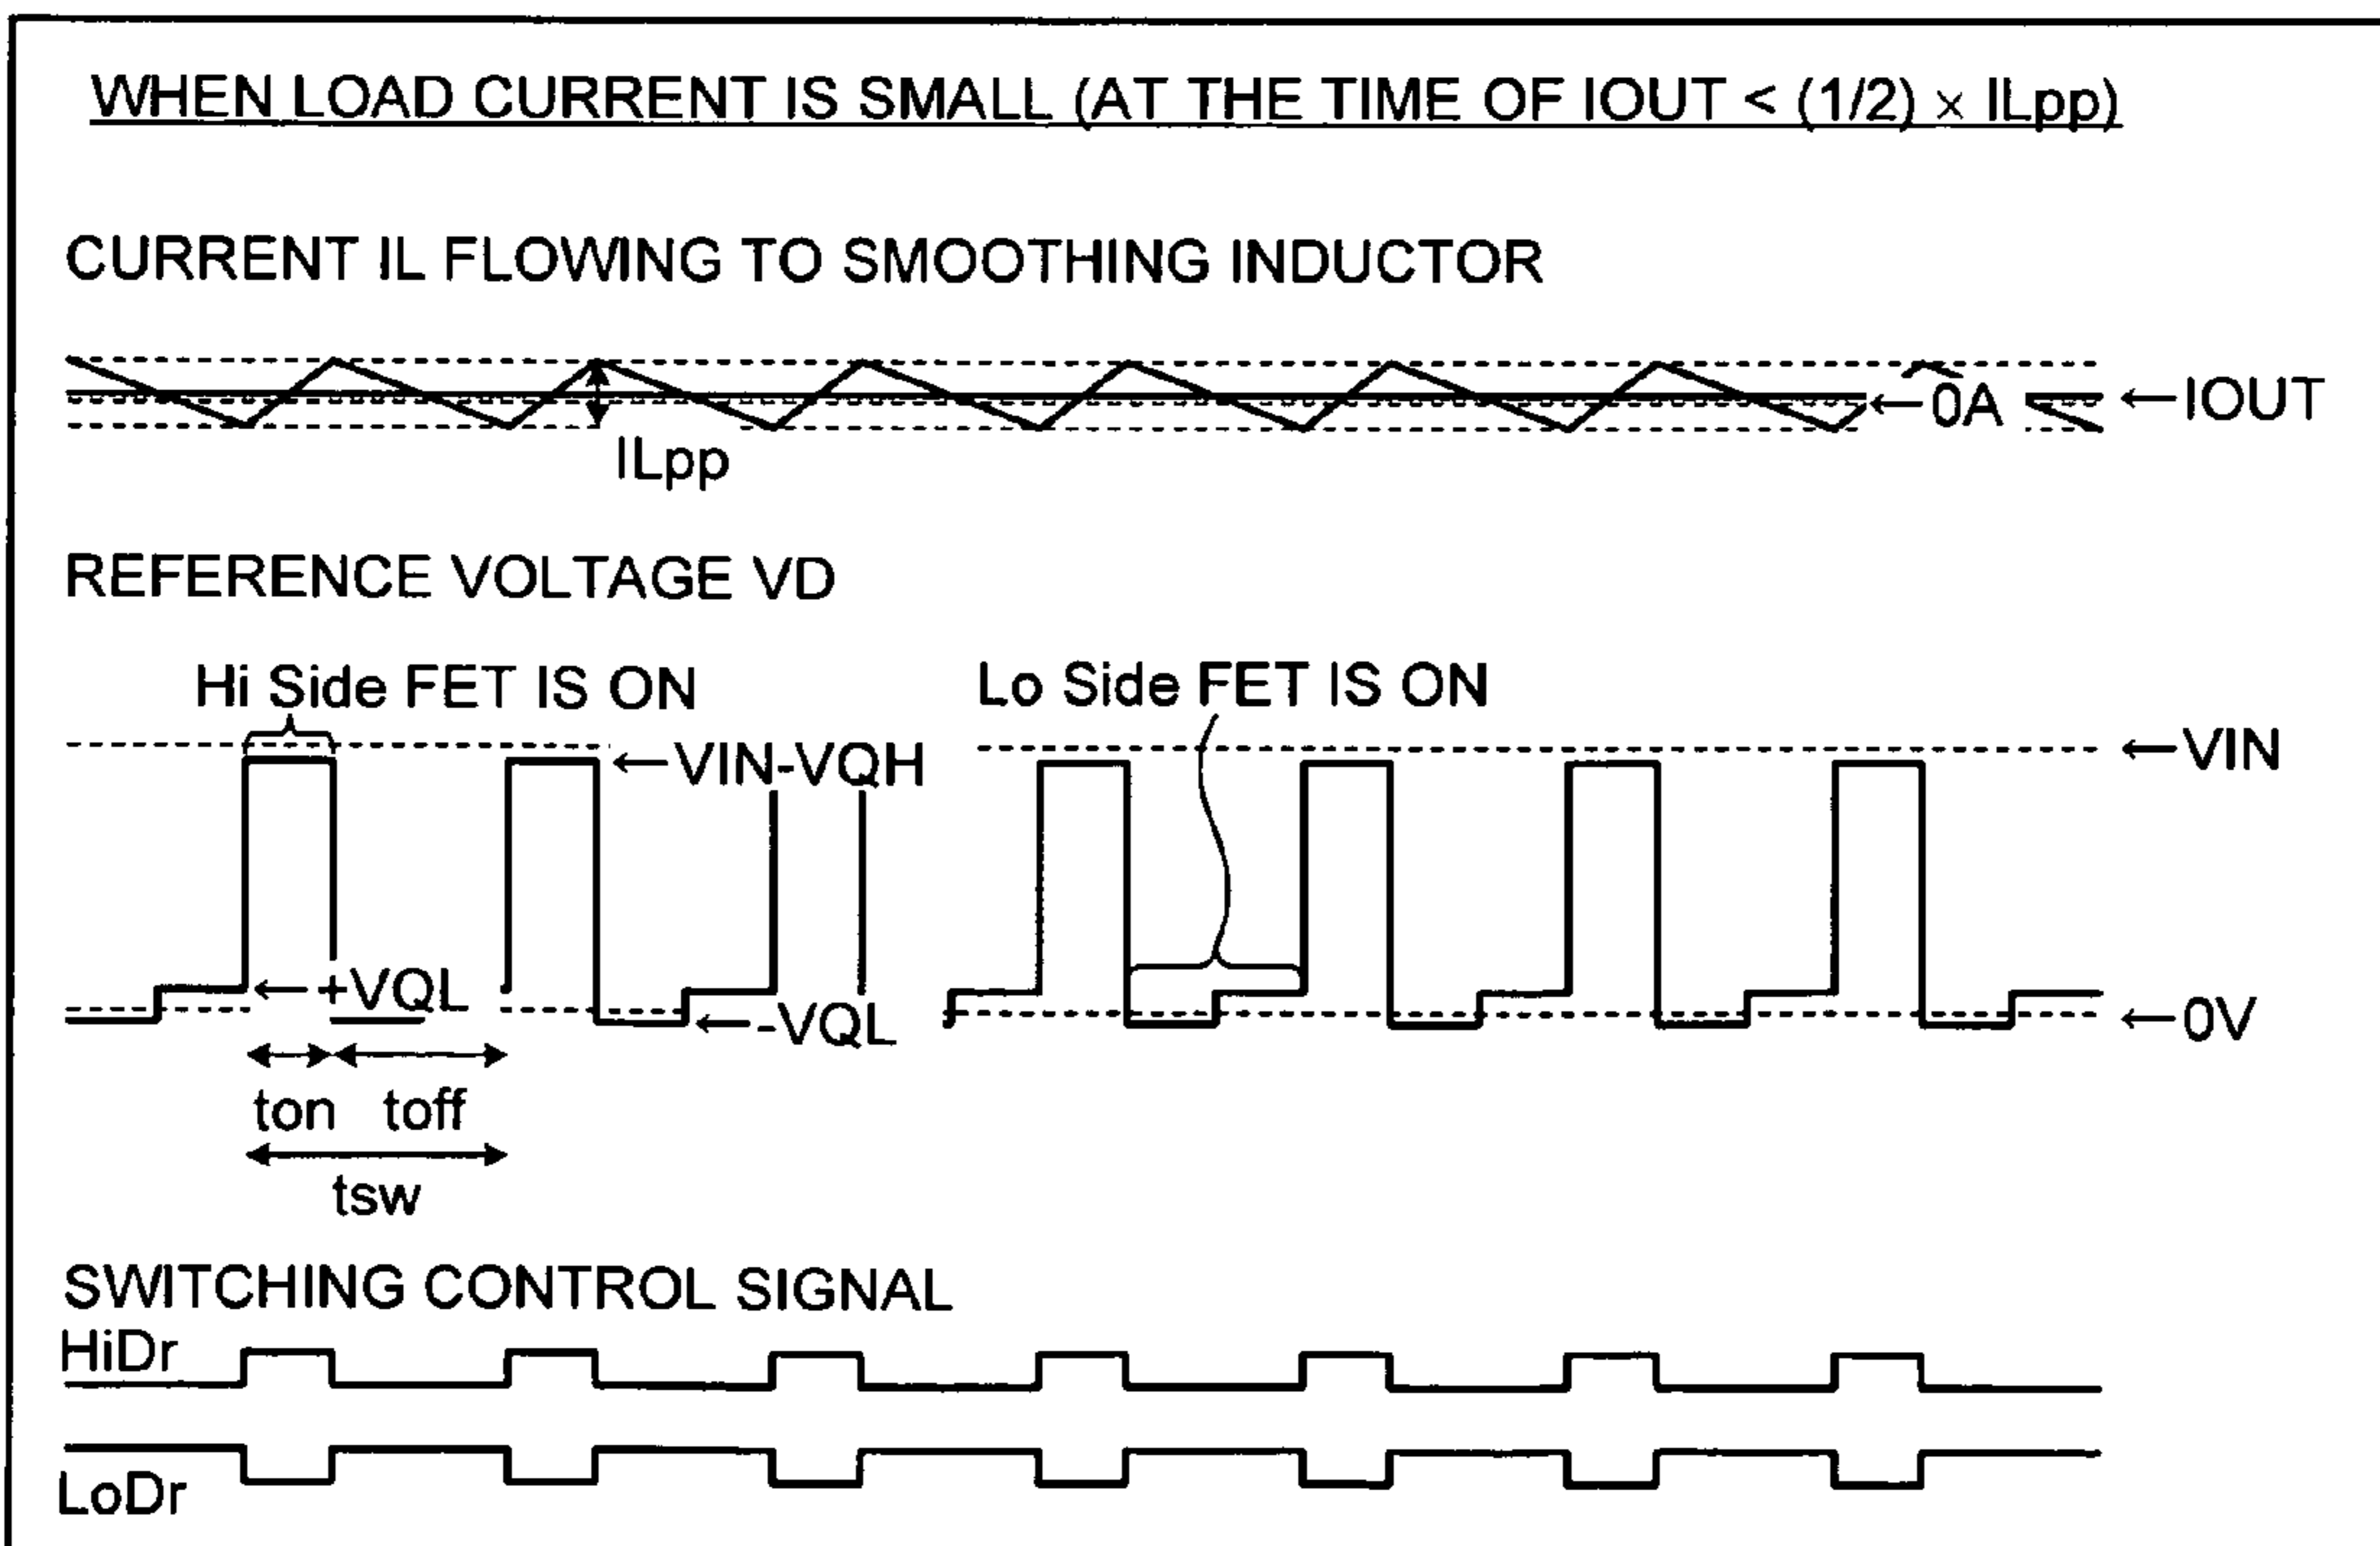 WHEN LOAD CURRENT IS SMALL (AT THE TIME OF IOUT < (1/2) × ILpp)
CURRENT IL FLOWING TO SMOOTHING INDUCTOR
0A
IOUT
ILpp
REFERENCE VOLTAGE VD
Hi Side FET IS ON
Lo Side FET IS ON
VIN-VQH
VIN
+VQL
-VQL
0V
ton
toff
tsw
SWITCHING CONTROL SIGNAL
HiDr
LoDr